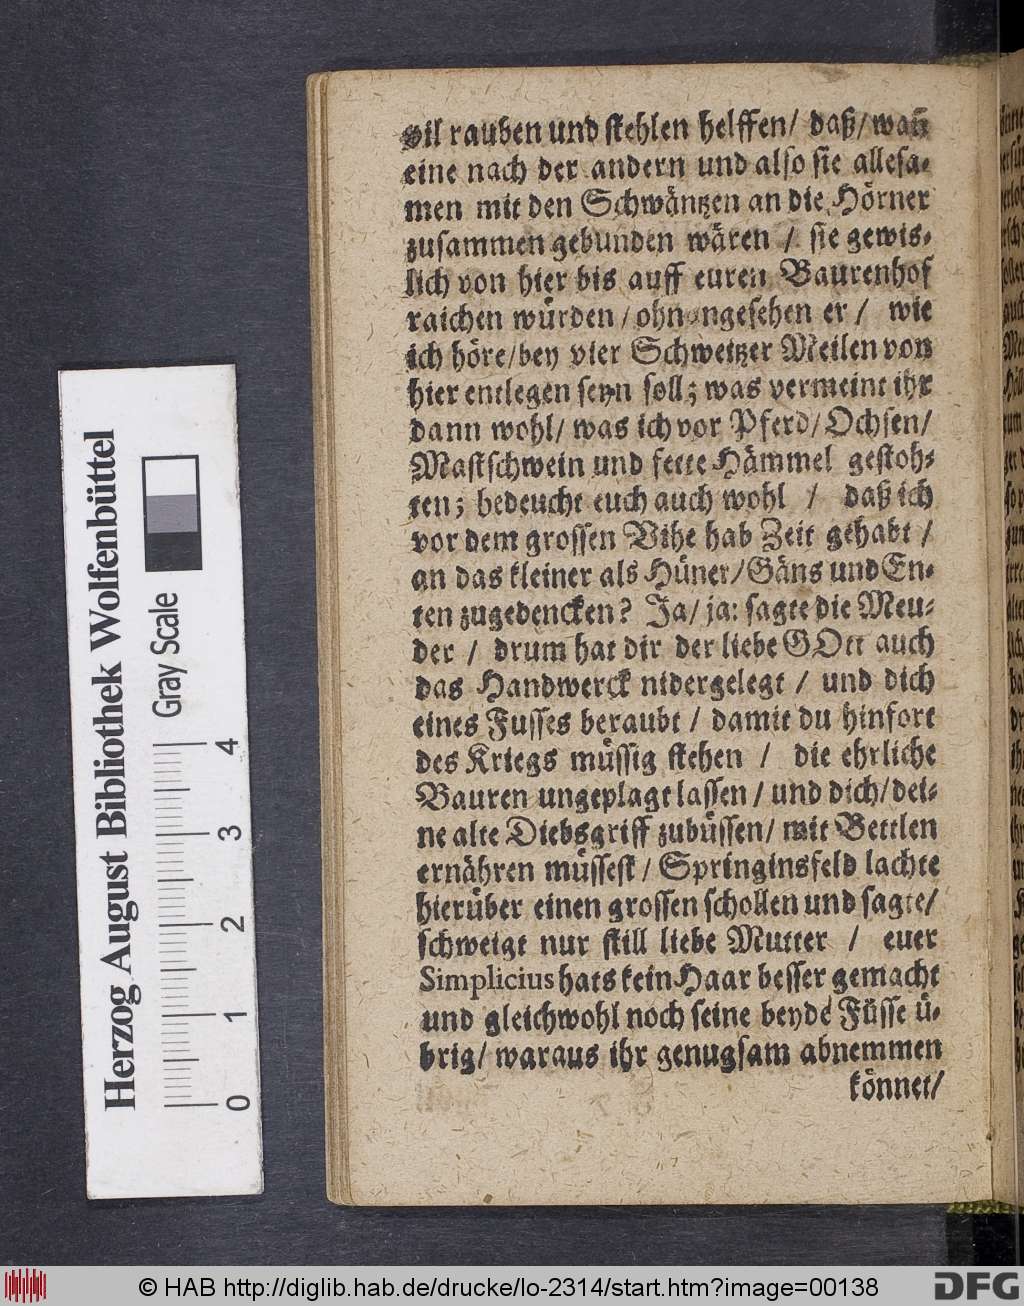 vil rauben und stehlen helffen/ daß/ wañ
eine nach der andern und also sie allesa-
men mit den Schwäntzen an die Hörner
zusammen gebunden wären / sie gewis-
lich von hier bis auff euren Baurenhof
raichen würden / ohnangesehen er / wie
ich höre/bey vier Schweitzer Meilen von
hier entlegen seyn soll; was vermeint ihr
dann wohl/ was ich vor Pferd/ Ochsen/
Mastschwein und fette Hämmel gestoh-
len; bedeucht euch auch wohl / daß ich
vor dem grossen Vihe hab Zeit gehabt /
an das kleiner als Hüner/Gäns und En-
ten zugedencken? Ja/ ja: sagte die Meu-
der / drum hat dir der liebe GOtt auch
das Handwerck nidergelegt / und dich
eines Fusses beraubt / damit du hinfort
des Kriegs müssig stehen / die ehrliche
Bauren ungeplagt lassen / und dich/dei-
ne alte Diebsgriff zubüssen/ mit Bettlen
ernähren müssest / Springinsfeld lachte
hierüber einen grossen schollen und sagte/
schweigt nur still liebe Mutter / euer
Simplicius hats kein Haar besser gemacht
und gleichwohl noch seine beyde Füsse ü-
brig/ waraus ihr genugsam abnemmen
könnet/
Herzog August Bibliothek Wolfenbüttel
Gray Scale
0 1 2 3 4
© HAB http://diglib.hab.de/drucke/lo-2314/start.htm?image=00138
DFG